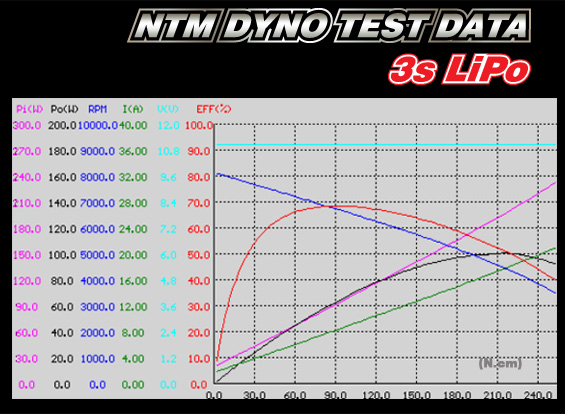 NTM DYNO TEST DATA
3s LiPo
Pi(W) Po(W) RPM I(A) V(V) EFF(%)
300.0 200.0 10000.0 40.00 12.0 100.0
270.0 180.0 9000.0 36.00 10.8 90.0
240.0 160.0 8000.0 32.00 9.6 80.0
210.0 140.0 7000.0 28.00 8.4 70.0
180.0 120.0 6000.0 24.00 7.2 60.0
150.0 100.0 5000.0 20.00 6.0 50.0
120.0 80.0 4000.0 16.00 4.8 40.0
90.0 60.0 3000.0 12.00 3.6 30.0
60.0 40.0 2000.0 8.00 2.4 20.0
30.0 20.0 1000.0 4.00 1.2 10.0
0.0 0.0 0.0 0.0 0.0 0.0
(N.cm)
0.0 30.0 60.0 90.0 120.0 150.0 180.0 210.0 240.0